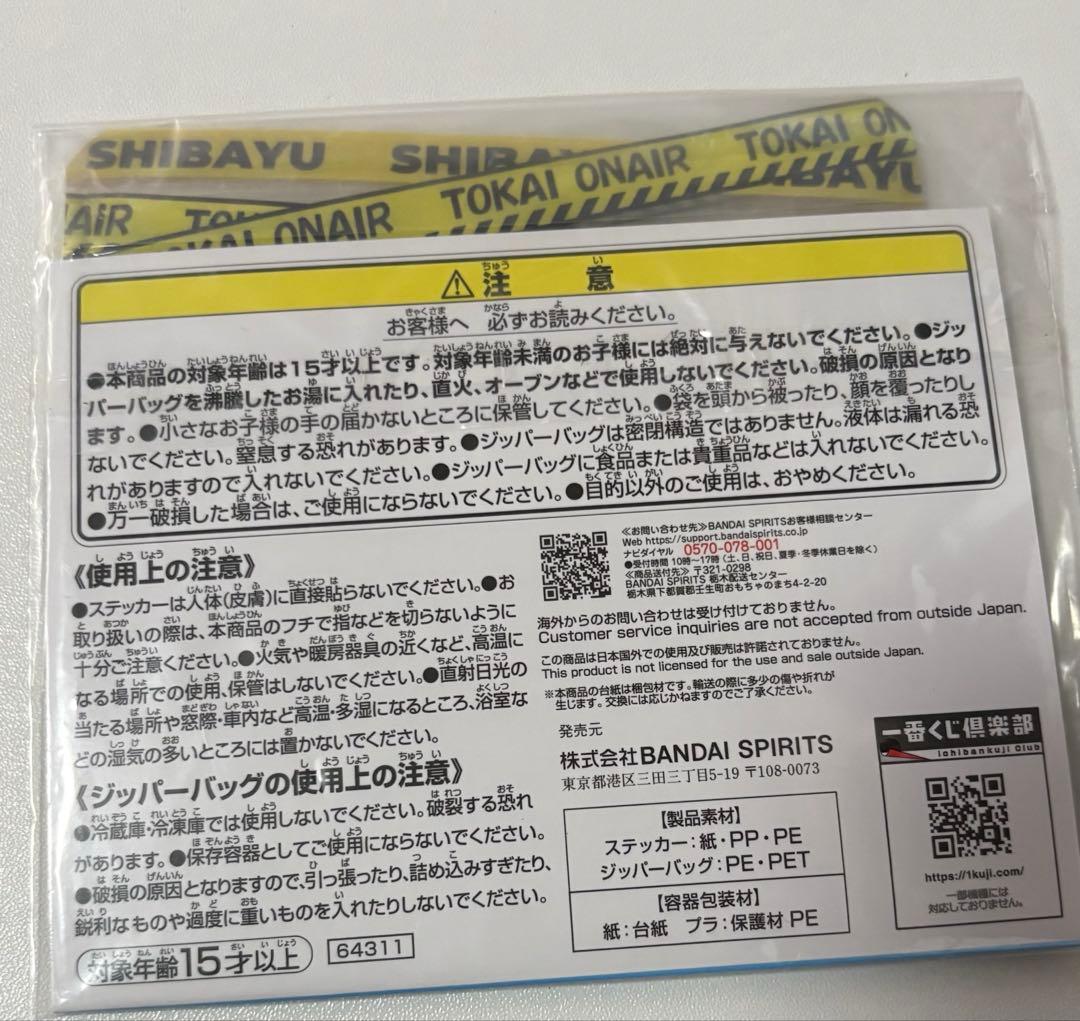 SHIBAYU SHIBAYU
TOKAI ON
TOKAI ONAIR
AIR
TOKAI ONAIR
⚠注意
お客様へ 必ずお読みください。
●本商品の対象年齢は15才以上です。対象年齢未満のお子様には絶対に与えないでください。●ジッ
パーバッグを沸騰したお湯に入れたり、直火、オーブンなどで使用しないでください。破損の原因となり
ます。●小さなお子様の手の届かないところに保管してください。●袋を頭から被ったり、顔を覆ったりし
ないでください。窒息する恐れがあります。●ジッパーバッグは密閉構造ではありません。液体は漏れる恐
れがありますので入れないでください。●ジッパーバッグに食品または貴重品などは入れないでください。
●万一破損した場合は、ご使用にならないでください。●目的以外のご使用は、おやめください。
《使用上の注意》
●ステッカーは人体(皮膚)に直接貼らないでください。●お
取り扱いの際は、本商品のフチで指などを切らないように
十分ご注意ください。●火気や暖房器具の近くなど、高温に
なる場所での使用、保管はしないでください。●直射日光の
当たる場所や窓際・車内など高温・多湿になるところ、浴室な
どの湿気の多いところには置かないでください。
《ジッパーバッグの使用上の注意》
●冷蔵庫・冷凍庫では使用しないでください。破裂する恐れ
があります。●保存容器としてご使用にならないでください。
●破損の原因となりますので、引っ張ったり、詰め込みすぎたり、
鋭利なものや過度に重いものを入れたりしないでください。
対象年齢15才以上
64311
≪お問い合わせ先≫BANDAI SPIRITSお客様相談センター
Web https://support.bandaispirits.co.jp
ナビダイヤル 0570-078-001
●受付時間 10時〜17時 (土、日、祝日、夏季・冬季休業日を除く)
≪商品送付先≫ 〒321-0298
BANDAI SPIRITS 栃木配送センター
栃木県下都賀郡壬生町おもちゃのまち4-2-20
海外からのお問い合わせは受け付けておりません。
Customer service inquiries are not accepted from outside Japan.
この商品は日本国外での使用及び販売は許諾されておりません。
This product is not licensed for the use and sale outside Japan.
※本商品の台紙は梱包材です。輸送の際に多少の傷や折れが
生じます。交換には応じかねますのでご了承ください。
発売元
株式会社BANDAI SPIRITS
東京都港区三田三丁目5-19 〒108-0073
【製品素材】
ステッカー:紙・PP・PE
ジッパーバッグ:PE・PET
【容器包装材】
紙:台紙 プラ:保護材 PE
一番くじ倶楽部
Ichibankuji Club
https://1kuji.com/
一部機種には
対応しておりません。